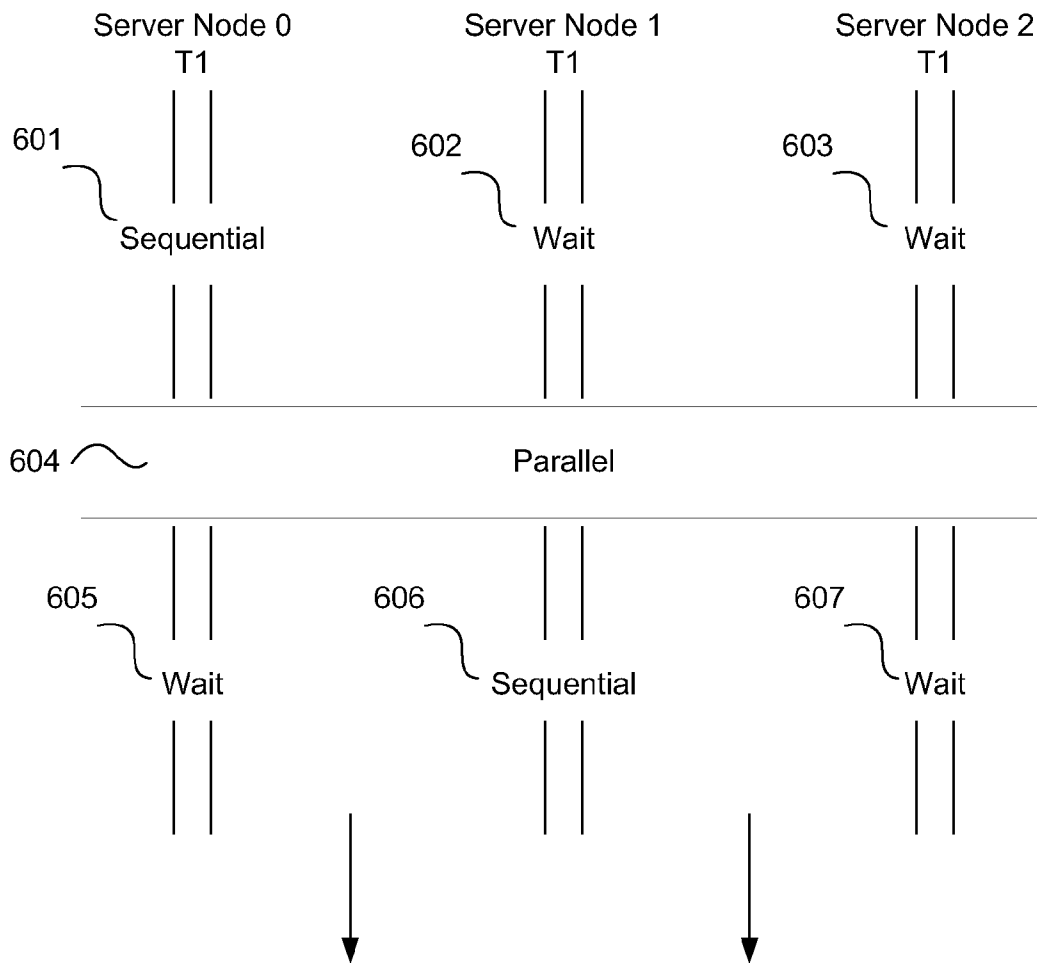 Server Node 0 Server Node 1 Server Node 2
T1 T1 T1
601 602 603
Sequential Wait Wait
604 Parallel
605 606 607
Wait Sequential Wait